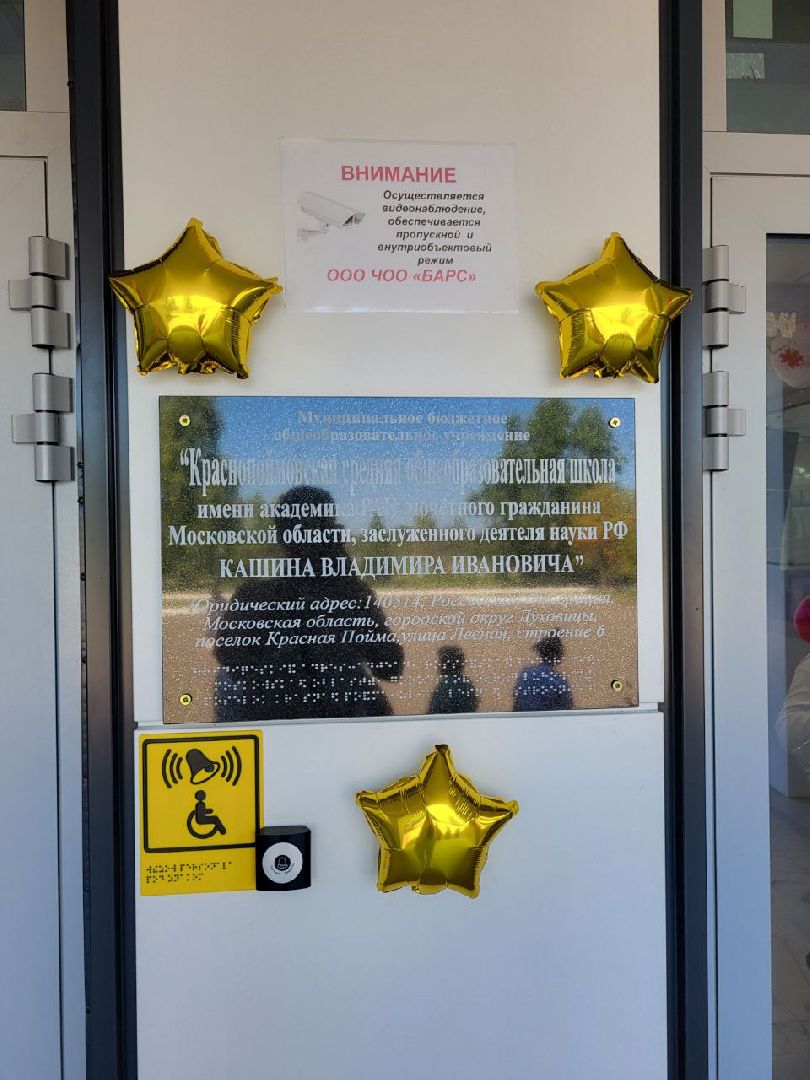 ВНИМАНИЕ
Осуществляется
видеонаблюдение,
обеспечивается
пропускной и
внутриобъектовый
режим
ООО ЧОО «БАРС»
Муниципальное бюджетное
общеобразовательное учреждение
“Краснопоймовская средняя общеобразовательная школа
имени академика РАН, почётного гражданина
Московской области, заслуженного деятеля науки РФ
КАШИНА ВЛАДИМИРА ИВАНОВИЧА”
Юридический адрес:140514, Российская Федерация,
Московская область, городской округ Луховицы,
поселок Красная Пойма,улица Лесная, строение 6